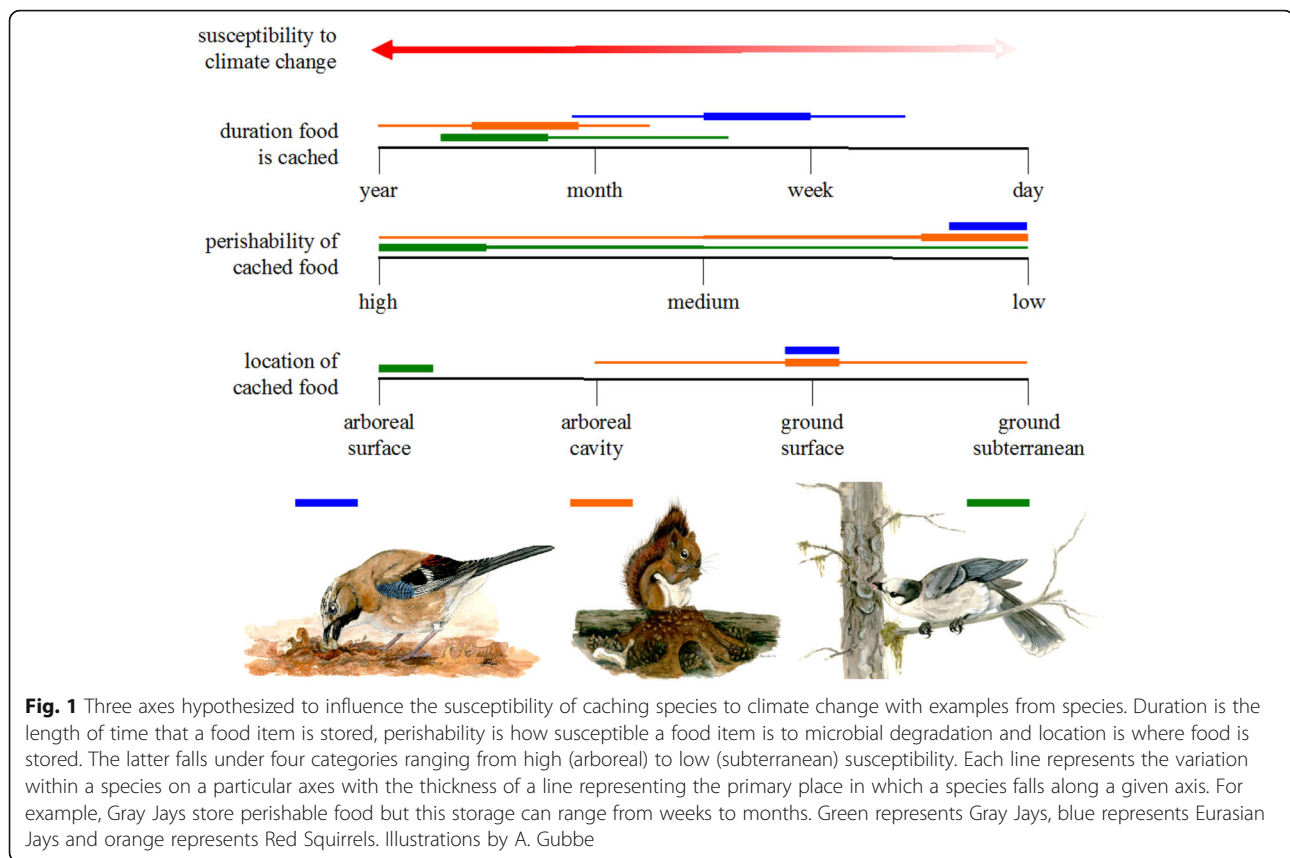 susceptibility to
climate change
duration food
is cached
year
month
week
day
perishability of
cached food
high
medium
low
location of
cached food
arboreal
surface
arboreal
cavity
ground
surface
ground
subterranean
Fig. 1 Three axes hypothesized to influence the susceptibility of caching species to climate change with examples from species. Duration is the
length of time that a food item is stored, perishability is how susceptible a food item is to microbial degradation and location is where food is
stored. The latter falls under four categories ranging from high (arboreal) to low (subterranean) susceptibility. Each line represents the variation
within a species on a particular axes with the thickness of a line representing the primary place in which a species falls along a given axis. For
example, Gray Jays store perishable food but this storage can range from weeks to months. Green represents Gray Jays, blue represents Eurasian
Jays and orange represents Red Squirrels. Illustrations by A. Gubbe